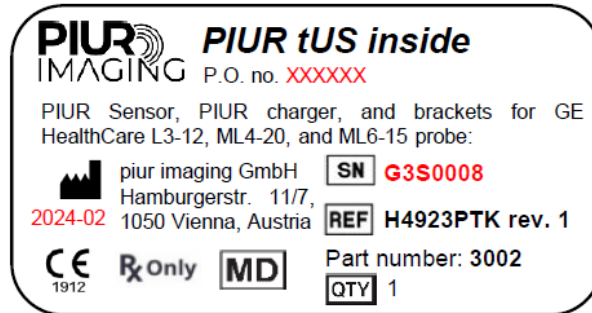 PIUR IMAGING
PIUR tUS inside
P.O. no. XXXXXX
PIUR Sensor, PIUR charger, and brackets for GE
HealthCare L3-12, ML4-20, and ML6-15 probe:
piur imaging GmbH
Hamburgerstr. 11/7,
1050 Vienna, Austria
2024-02
SN G3S0008
REF H4923PTK rev. 1
CE
1912
Rx Only
MD
Part number: 3002
QTY 1